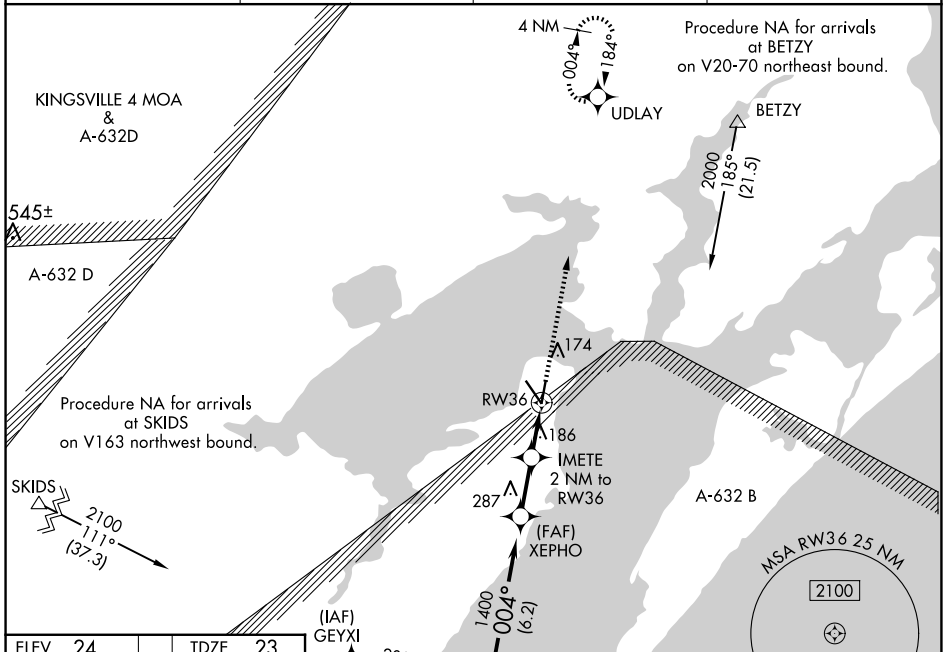 4 NM
004°
184°
UDLAY
Procedure NA for arrivals
at BETZY
on V20-70 northeast bound.
BETZY
2000
185°
(21.5)
KINGSVILLE 4 MOA
&
A-632D
545±
A-632 D
174
RW36
186
IMETE
2 NM to
RW36
287
(FAF)
XEPHO
A-632 B
Procedure NA for arrivals
at SKIDS
on V163 northwest bound.
SKIDS
2100
111°
(37.3)
1400
004°
(6.2)
MSA RW36 25 NM
2100
(IAF)
GEYXI
ELEV 24
TDZE 23